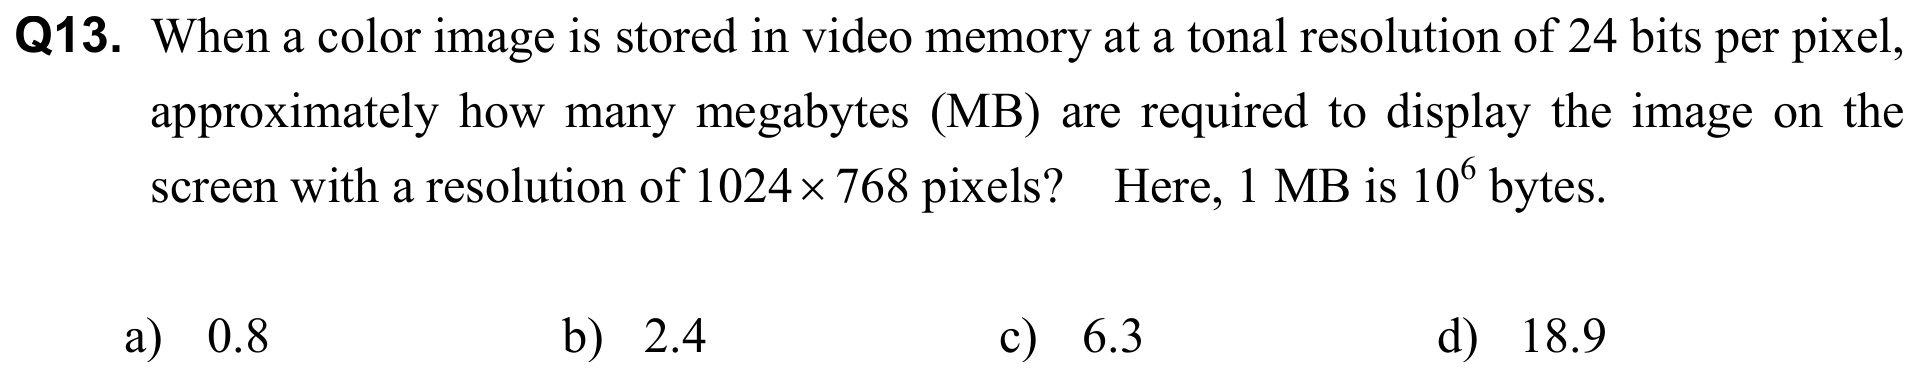 Q13. When a color image is stored in video memory at a tonal resolution of 24 bits per pixel,
approximately how many megabytes (MB) are required to display the image on the
screen with a resolution of 1024 × 768 pixels? Here, 1 MB is 10⁶ bytes.
a) 0.8 b) 2.4 c) 6.3 d) 18.9